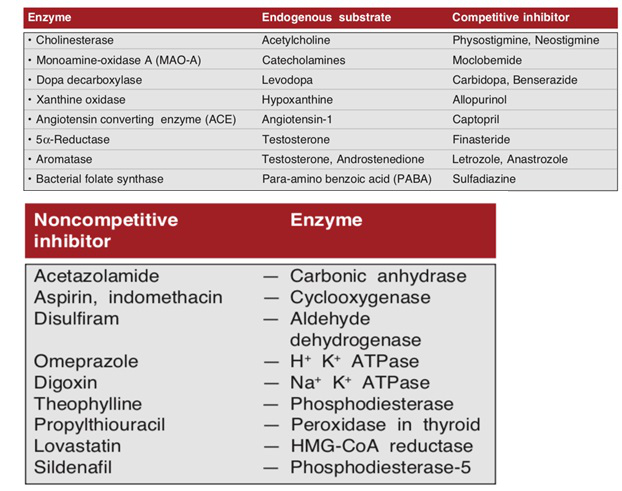 Enzyme Endogenous substrate Competitive inhibitor
• Cholinesterase Acetylcholine Physostigmine, Neostigmine
• Monoamine-oxidase A (MAO-A) Catecholamines Moclobemide
• Dopa decarboxylase Levodopa Carbidopa, Benserazide
• Xanthine oxidase Hypoxanthine Allopurinol
• Angiotensin converting enzyme (ACE) Angiotensin-1 Captopril
• 5α-Reductase Testosterone Finasteride
• Aromatase Testosterone, Androstenedione Letrozole, Anastrozole
• Bacterial folate synthase Para-amino benzoic acid (PABA) Sulfadiazine
Noncompetitive Enzyme
inhibitor
Acetazolamide — Carbonic anhydrase
Aspirin, indomethacin — Cyclooxygenase
Disulfiram — Aldehyde
dehydrogenase
Omeprazole — H⁺ K⁺ ATPase
Digoxin — Na⁺ K⁺ ATPase
Theophylline — Phosphodiesterase
Propylthiouracil — Peroxidase in thyroid
Lovastatin — HMG-CoA reductase
Sildenafil — Phosphodiesterase-5